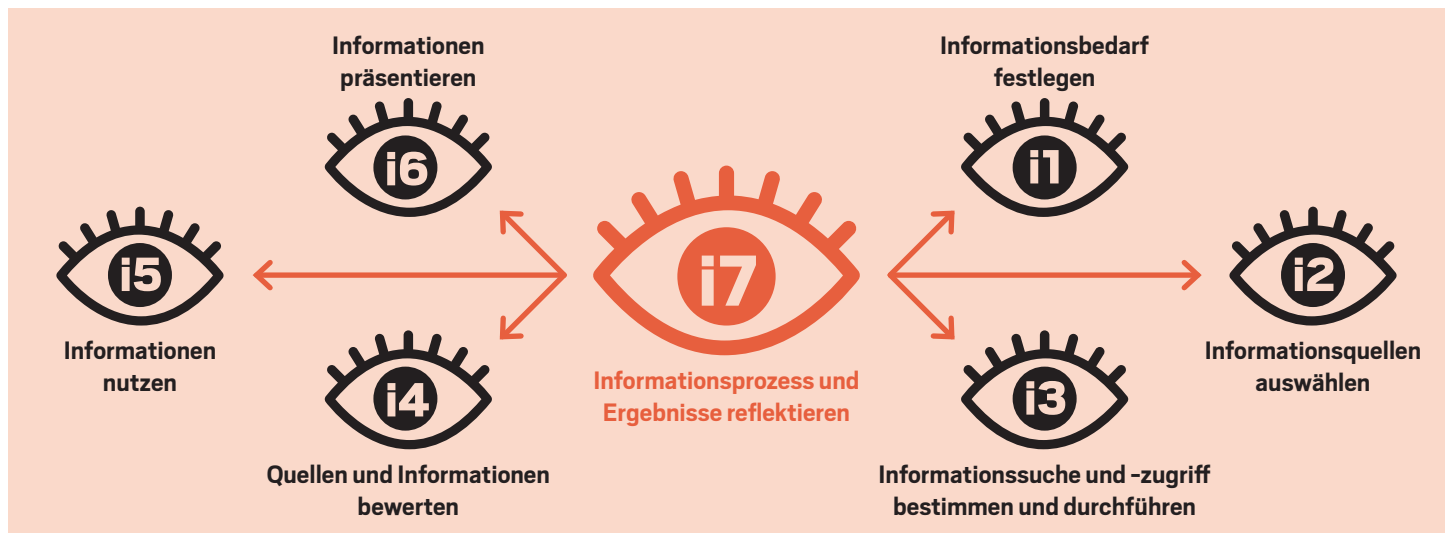 Informationen
präsentieren
i6
Informationsbedarf
festlegen
i1
i5
Informationen
nutzen
i7
Informationsprozess und
Ergebnisse reflektieren
i2
Informationsquellen
auswählen
i4
Quellen und Informationen
bewerten
i3
Informationssuche und -zugriff
bestimmen und durchführen